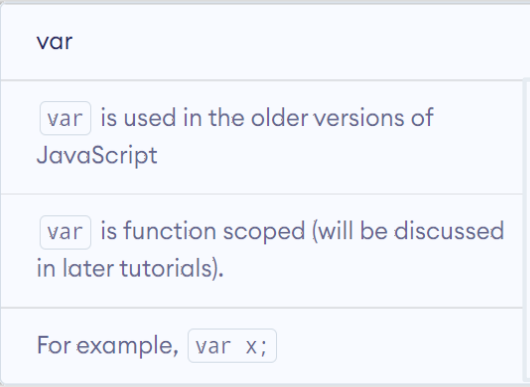 var
var is used in the older versions of
JavaScript
var is function scoped (will be discussed
in later tutorials).
For example, var x;